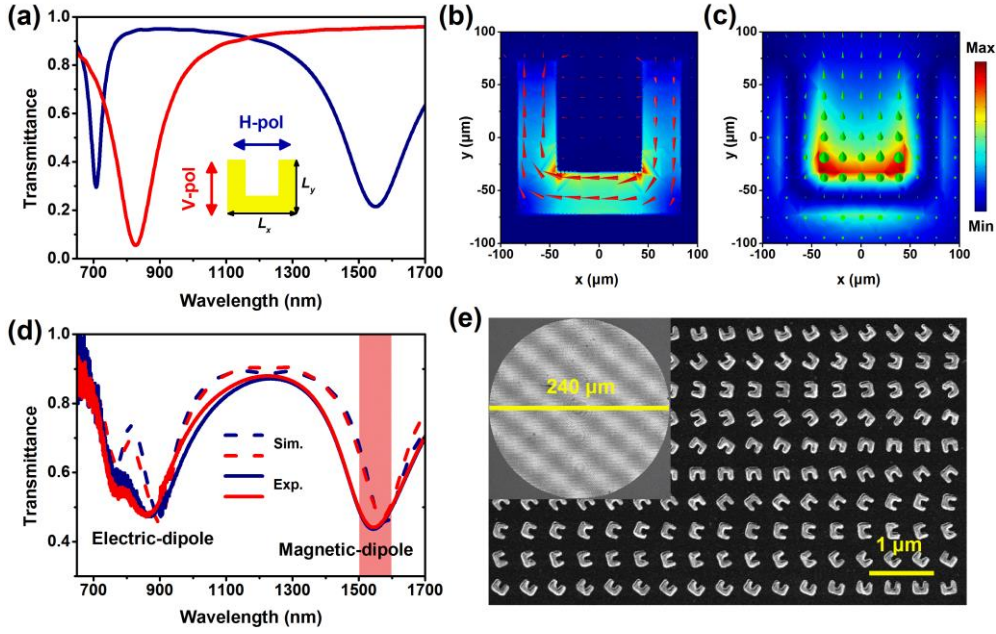 (a)
Transmittance
1.0
0.8
0.6
0.4
0.2
0.0
H-pol
V-pol
Ly
Lx
700 900 1100 1300 1500 1700
Wavelength (nm)
(b)
y (µm)
100
50
0
-50
-100
-100 -50 0 50 100
x (µm)
(c)
y (µm)
100
50
0
-50
-100
-100 -50 0 50 100
x (µm)
Max
Min
(d)
Transmittance
1.0
0.8
0.6
0.4
Sim.
Exp.
Electric-dipole
Magnetic-dipole
700 900 1100 1300 1500 1700
Wavelength (nm)
(e)
240 µm
1 µm